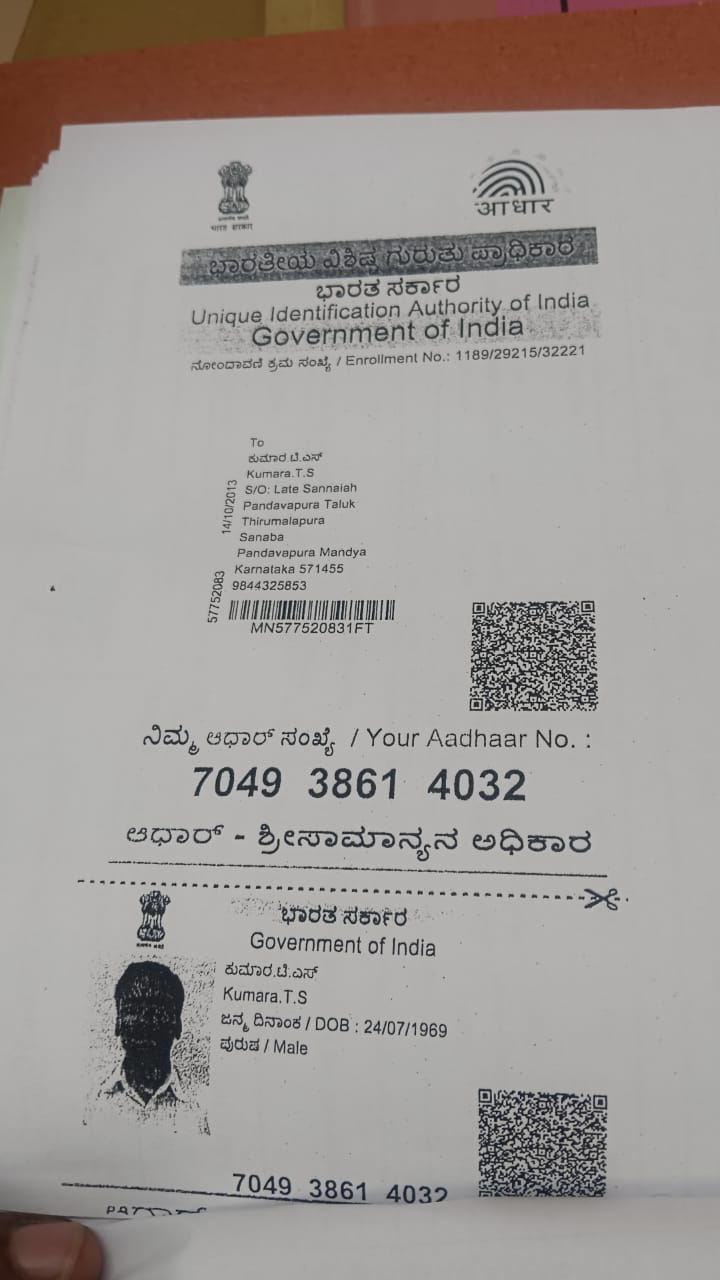 भारत सरकार
आधार
ಭಾರತೀಯ ವಿಶಿಷ್ಟ ಗುರುತು ಪ್ರಾಧಿಕಾರ
ಭಾರತ ಸರ್ಕಾರ
Unique Identification Authority of India
Government of India
ನೋಂದಾವಣಿ ಕ್ರಮ ಸಂಖ್ಯೆ / Enrollment No.: 1189/29215/32221
To
ಕುಮಾರ.ಟಿ.ಎಸ್
Kumara.T.S
S/O: Late Sannaiah
Pandavapura Taluk
Thirumalapura
Sanaba
Pandavapura Mandya
Karnataka 571455
9844325853
14/10/2013
57752083
MN577520831FT
ನಿಮ್ಮ ಆಧಾರ್ ಸಂಖ್ಯೆ / Your Aadhaar No. :
7049 3861 4032
ಆಧಾರ್ - ಶ್ರೀಸಾಮಾನ್ಯನ ಅಧಿಕಾರ
ಭಾರತ ಸರ್ಕಾರ
Government of India
ಕುಮಾರ.ಟಿ.ಎಸ್
Kumara.T.S
ಜನ್ಮ ದಿನಾಂಕ / DOB : 24/07/1969
ಪುರುಷ / Male
7049 3861 4032